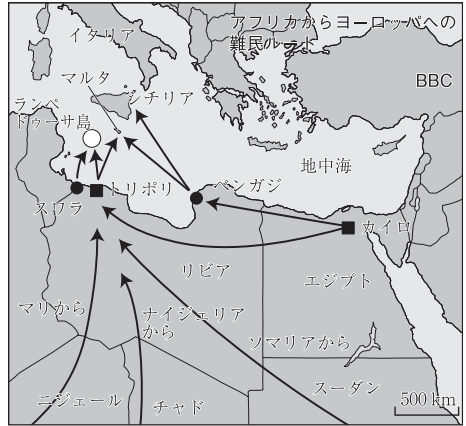 アフリカからヨーロッパへの
難民ルート
イタリア
BBC
マルタ
シチリア
ランペ
ドゥーサ島
地中海
トリポリ
ベンガジ
スワラ
カイロ
リビア
エジプト
マリから
ナイジェリア
から
ソマリアから
ニジェール
チャド
スーダン
500 km